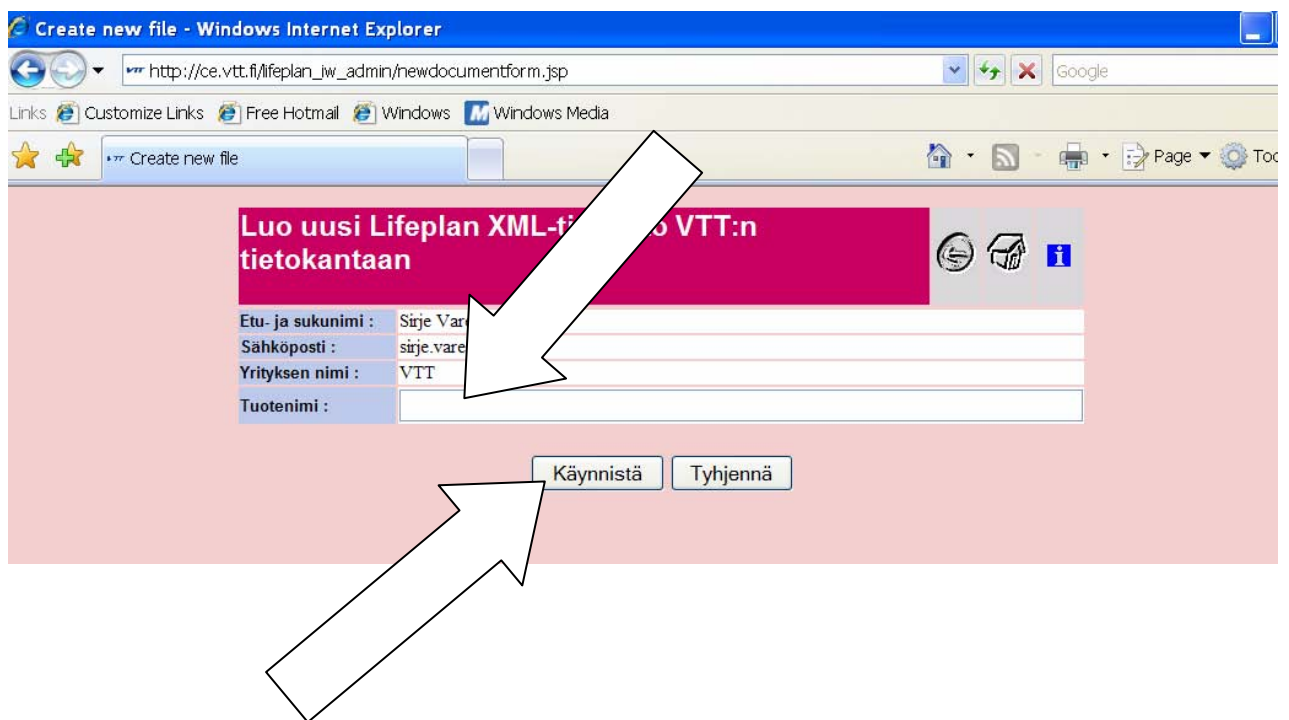 Create new file - Windows Internet Explorer
http://ce.vtt.fi/lifeplan_iw_admin/newdocumentform.jsp
Google
Links Customize Links Free Hotmail Windows Windows Media
Create new file
Page
Luo uusi Lifeplan VTT:n
tietokantaan
Etu- ja sukunimi : Sirje
Sähköposti :
Yrityksen nimi : VTT
Tuotenimi :
Käynnistä Tyhjennä